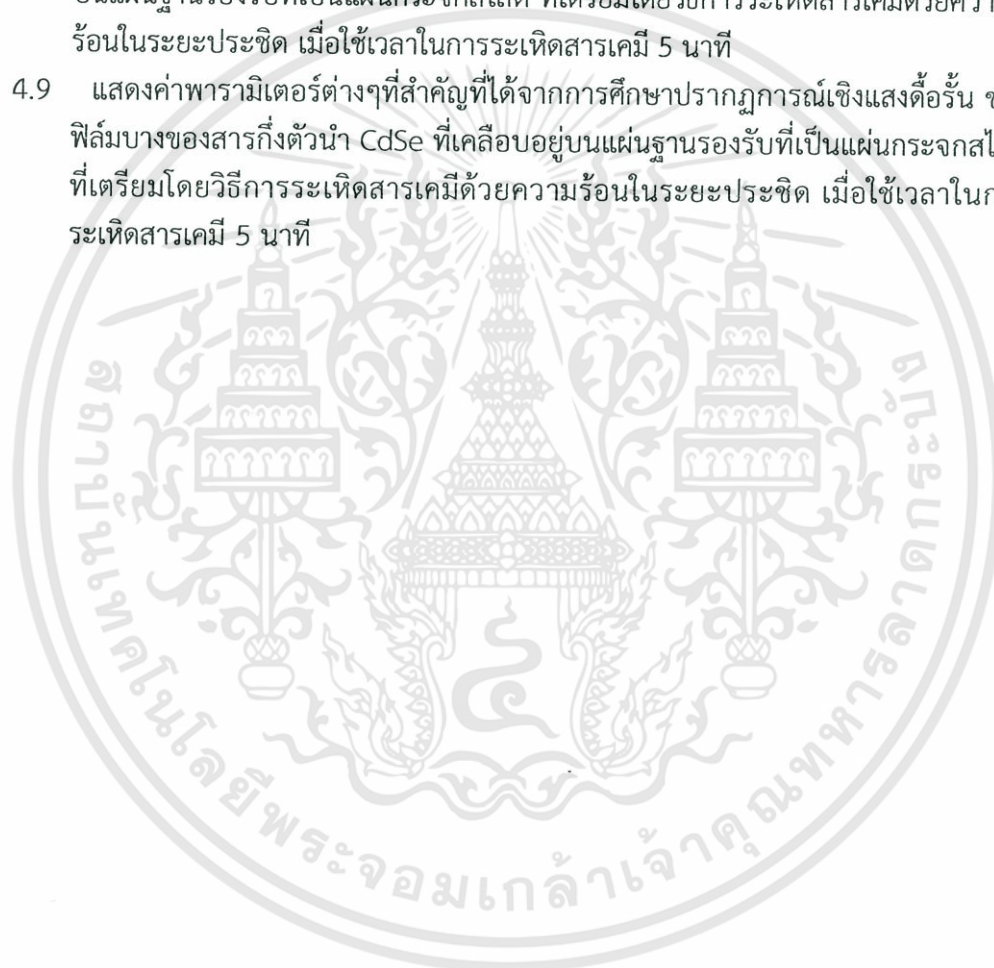 ร้อนในระยะประชิด เมื่อใช้เวลาในการระเหิดสารเคมี 5 นาที
4.9 แสดงค่าพารามิเตอร์ต่างๆที่สำคัญที่ได้จากการศึกษาปรากฏการณ์เชิงแสงดื้อรั้น ข
ฟิล์มบางของสารกึ่งตัวนำ CdSe ที่เคลือบอยู่บนแผ่นฐานรองรับที่เป็นแผ่นกระจกสไ
ที่เตรียมโดยวิธีการระเหิดสารเคมีด้วยความร้อนในระยะประชิด เมื่อใช้เวลาในก
ระเหิดสารเคมี 5 นาที
สถาบันเทคโนโลยีพระจอมเกล้าเจ้าคุณทหารลาดกระบัง